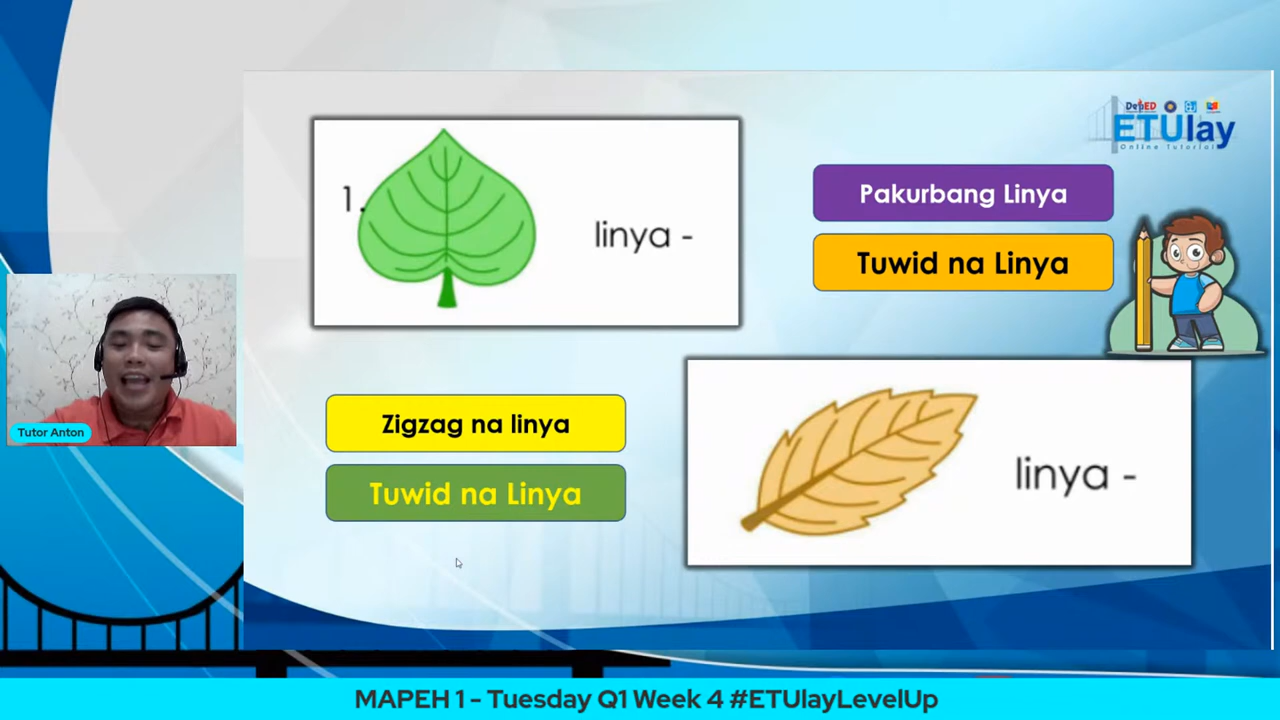 DepED
ETUlay
Online Tutorial
1.
linya -
Pakurbang Linya
Tuwid na Linya
Zigzag na linya
Tuwid na Linya
linya -
Tutor Anton
MAPEH 1 - Tuesday Q1 Week 4 #ETUlayLevelUp